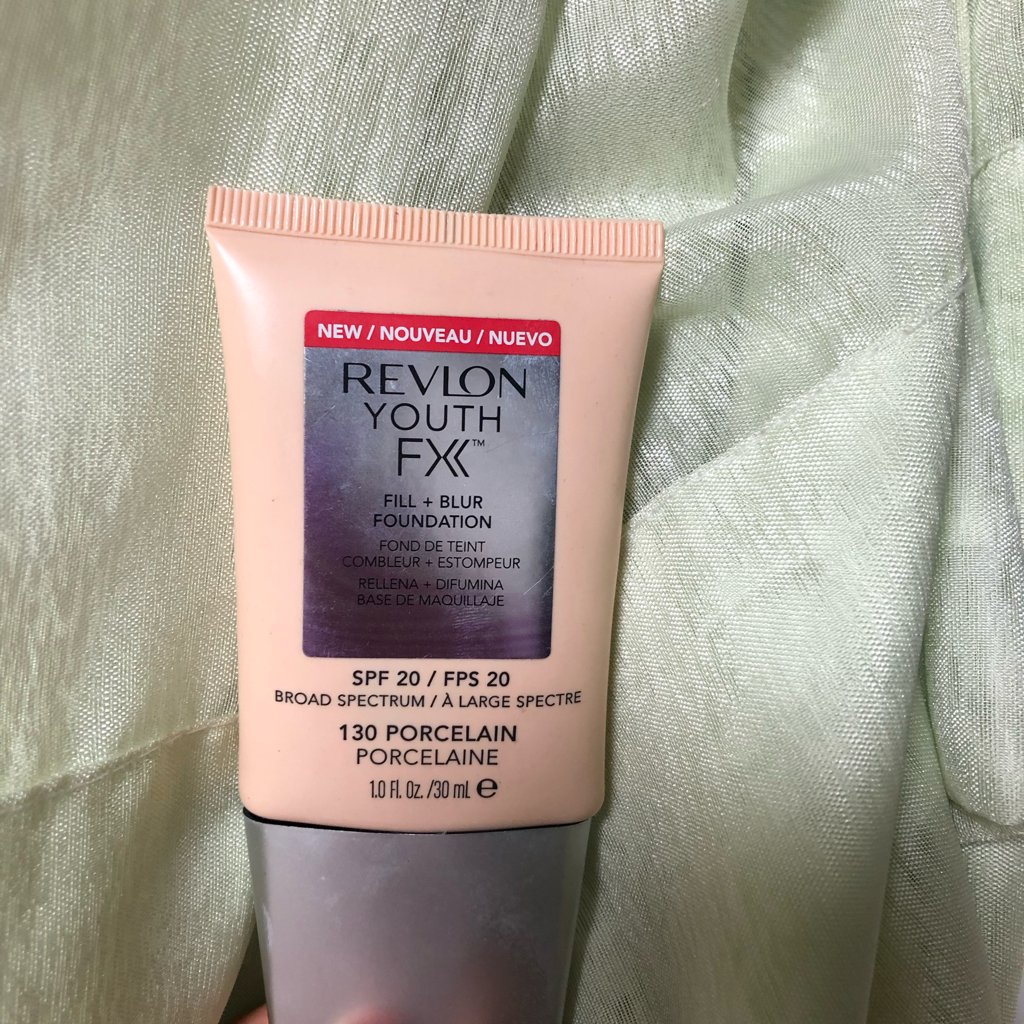 NEW / NOUVEAU / NUEVO
REVLON
YOUTH
FX™
FILL + BLUR
FOUNDATION
FOND DE TEINT
COMBLEUR + ESTOMPEUR
RELLENA + DIFUMINA
BASE DE MAQUILLAJE
SPF 20 / FPS 20
BROAD SPECTRUM / À LARGE SPECTRE
130 PORCELAIN
PORCELAINE
1.0 Fl. Oz. /30 mL ℮